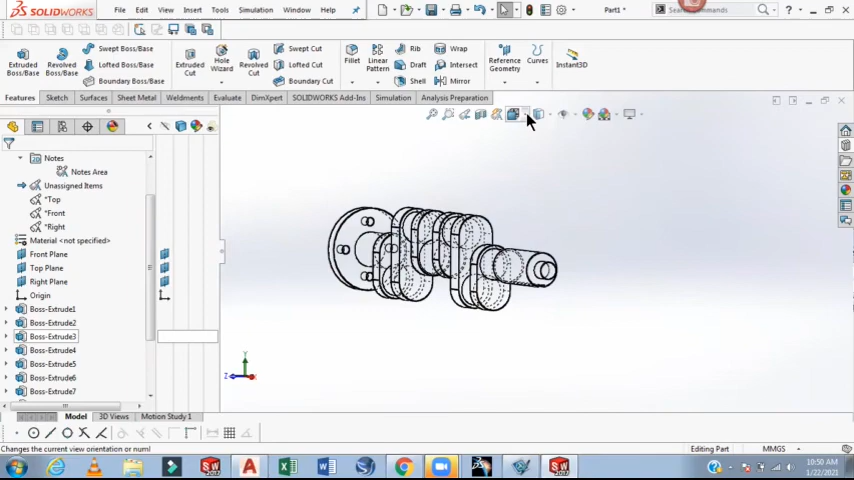 SOLIDWORKS File Edit View Insert Tools Simulation Window Help Part1 * Search Commands
Extruded Boss/Base Revolved Boss/Base Swept Boss/Base Lofted Boss/Base Boundary Boss/Base Extruded Cut Hole Wizard Revolved Cut Swept Cut Lofted Cut Boundary Cut Fillet Linear Pattern Rib Draft Shell Wrap Intersect Mirror Reference Geometry Curves Instant3D
Features Sketch Surfaces Sheet Metal Weldments Evaluate DimXpert SOLIDWORKS Add-Ins Simulation Analysis Preparation
Notes
Notes Area
Unassigned Items
*Top
*Front
*Right
Material <not specified>
Front Plane
Top Plane
Right Plane
Origin
Boss-Extrude1
Boss-Extrude2
Boss-Extrude3
Boss-Extrude4
Boss-Extrude5
Boss-Extrude6
Boss-Extrude7
Y
Z X
Model 3D Views Motion Study 1
Changes the current view orientation or numl Editing Part MMGS
10:50 AM
1/22/2021